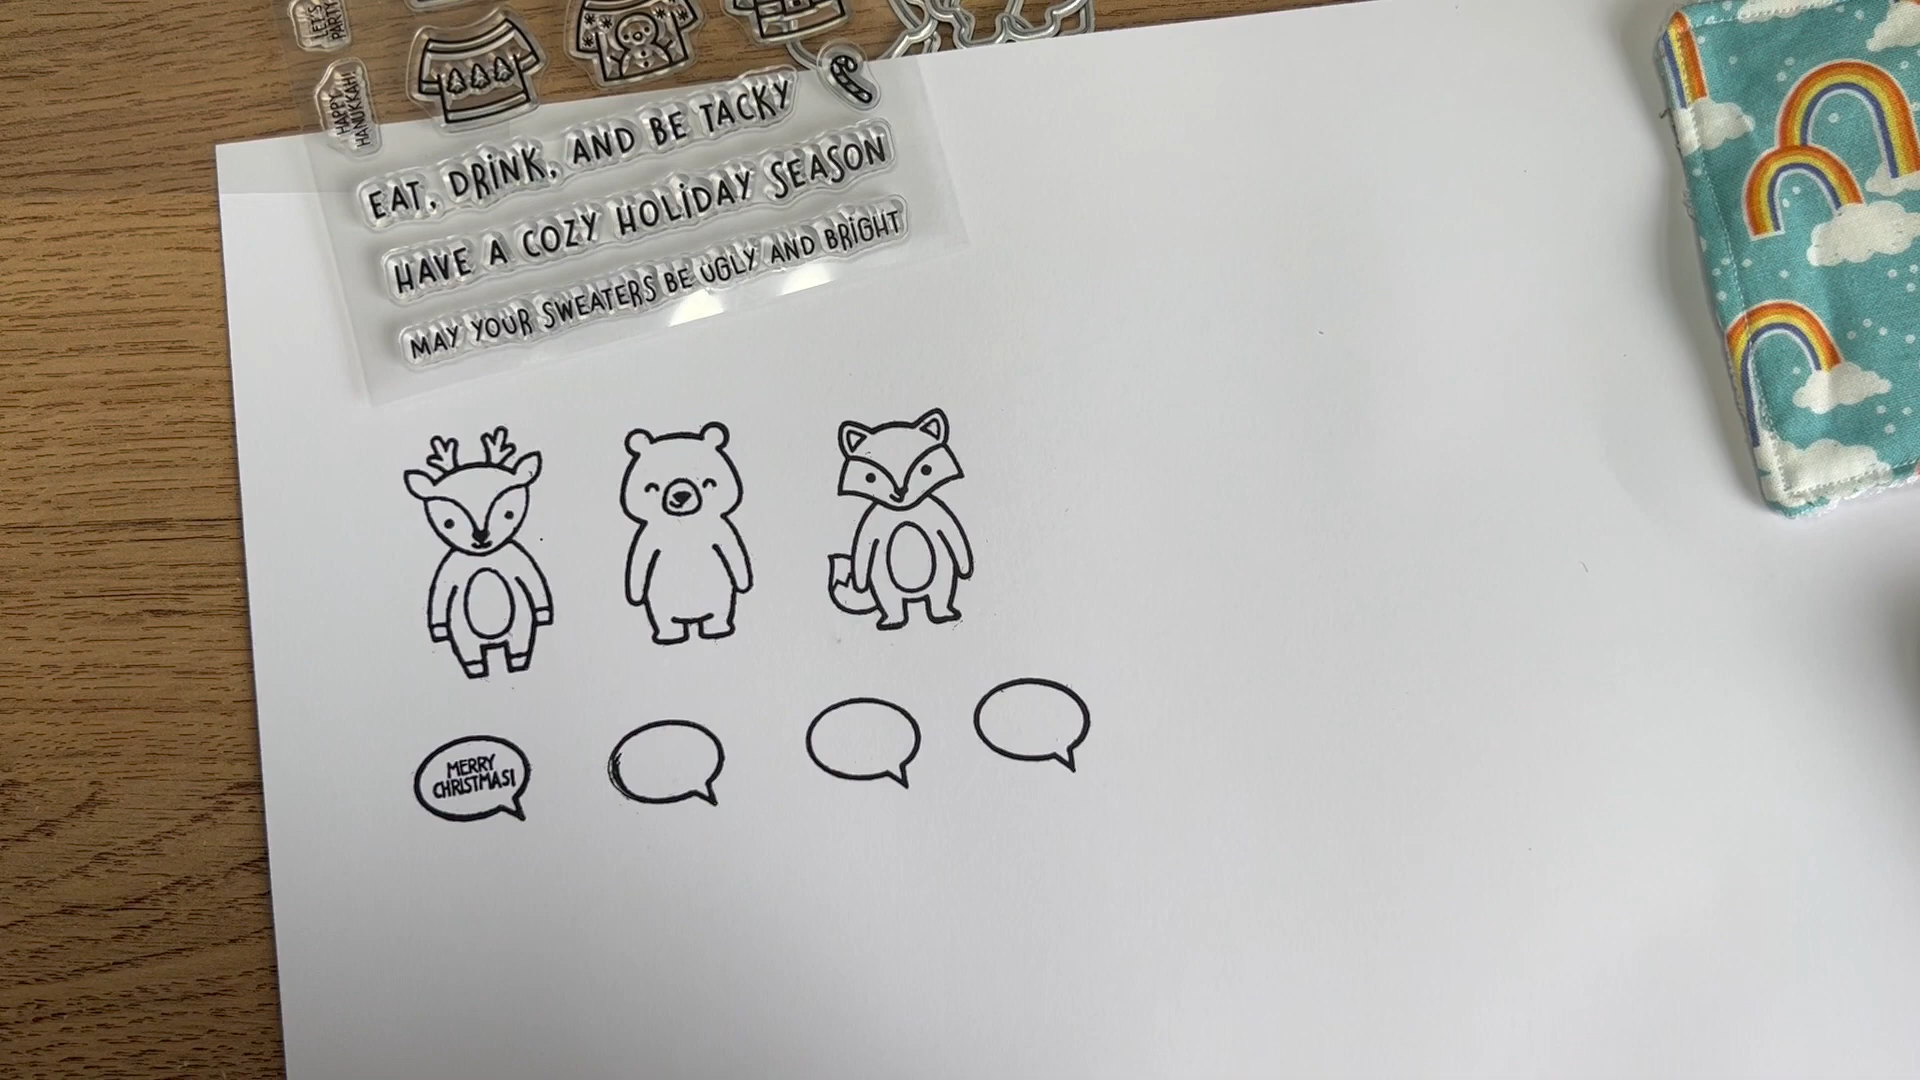 LET'S
PARTY
HAPPY
HANUKKAH!
EAT, DRINK, AND BE TACKY
HAVE A COZY HOLIDAY SEASON
MAY YOUR SWEATERS BE UGLY AND BRIGHT
MERRY
CHRISTMAS!